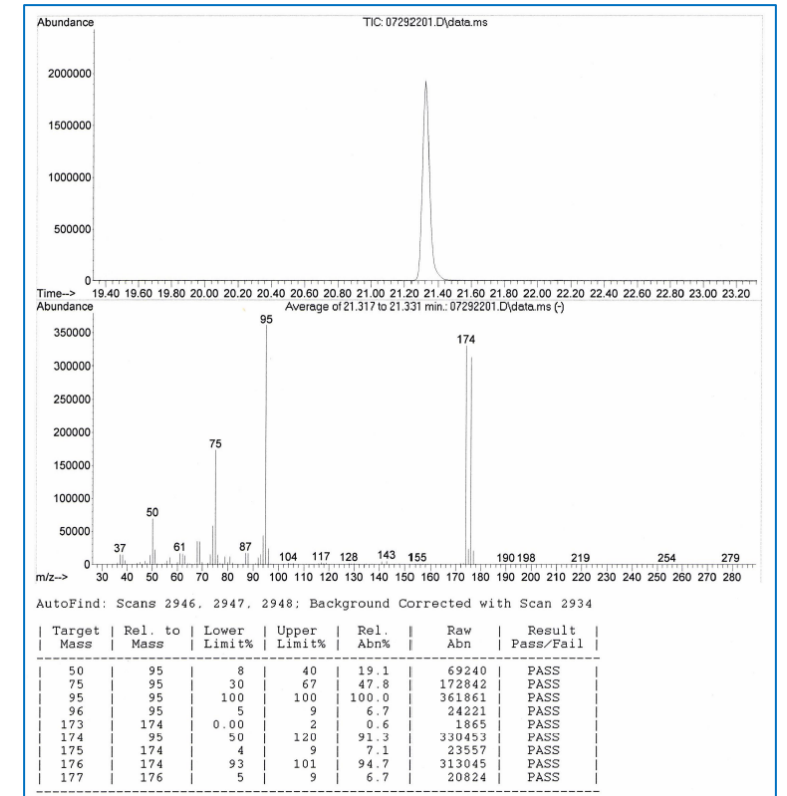 Abundance TIC: 07292201.D\data.ms
2000000
1500000
1000000
500000
0
Time--> 19.40 19.60 19.80 20.00 20.20 20.40 20.60 20.80 21.00 21.20 21.40 21.60 21.80 22.00 22.20 22.40 22.60 22.80 23.00 23.20
Abundance Average of 21.317 to 21.331 min.: 07292201.D\data.ms (-)
95
350000
174
300000
250000
200000
75
150000
100000
50
50000
37 61 87 104 117 128 143 155 190 198 219 254 279
0
m/z--> 30 40 50 60 70 80 90 100 110 120 130 140 150 160 170 180 190 200 210 220 230 240 250 260 270 280
AutoFind: Scans 2946, 2947, 2948; Background Corrected with Scan 2934
| Target | Rel. to | Lower | Upper | Rel. || Raw | Result |
| Mass | Mass | Limit% | Limit% | Abn% || Abn | Pass/Fail |
| 50 | 95 | 8 | 40 | 19.1 | 69240 | PASS |
| 75 | 95 | 30 | 67 | 47.8 | 172842 | PASS |
| 95 | 95 | 100 | 100 | 100.0 | 361861 | PASS |
| 96 | 95 | 5 | 9 | 6.7 | 24221 | PASS |
| 173 | 174 | 0.00 | 2 | 0.6 | 1865 | PASS |
| 174 | 95 | 50 | 120 | 91.3 | 330453 | PASS |
| 175 | 174 | 4 | 9 | 7.1 | 23557 | PASS |
| 176 | 174 | 93 | 101 | 94.7 | 313045 | PASS |
| 177 | 176 | 5 | 9 | 6.7 | 20824 | PASS |